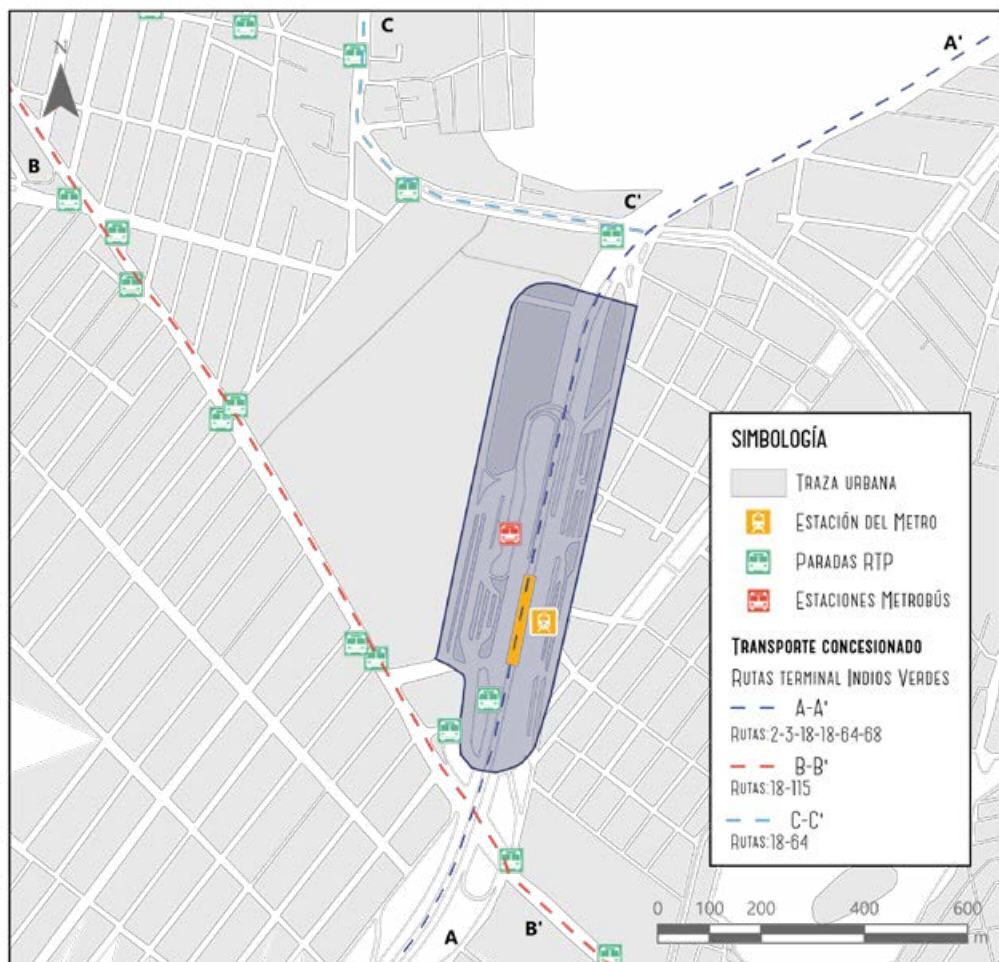 C
A'
N
B
C'
SIMBOLOGÍA
TRAZA URBANA
ESTACIÓN DEL METRO
PARADAS RTP
ESTACIONES METROBÚS
TRANSPORTE CONCESIONADO
RUTAS TERMINAL INDIOS VERDES
A-A'
RUTAS:2-3-18-18-64-68
B-B'
RUTAS:18-115
C-C'
RUTAS:18-64
A
B'
0 100 200 400 600
m